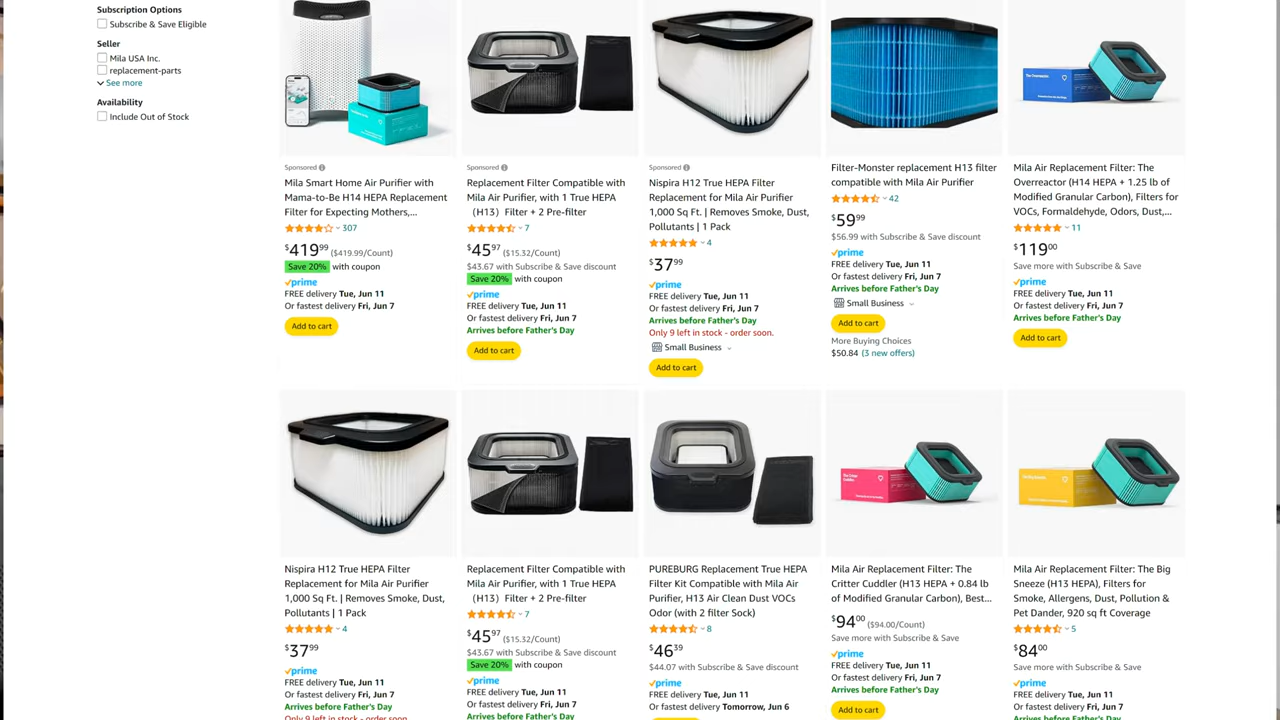 Subscription Options
Subscribe & Save Eligible
Seller
Mila USA Inc.
replacement-parts
See more
Availability
Include Out of Stock
Sponsored
Mila Smart Home Air Purifier with
Mama-to-Be H14 HEPA Replacement
Filter for Expecting Mothers,...
307
$419.99 ($419.99/Count)
Save 20% with coupon
prime
FREE delivery Tue, Jun 11
Or fastest delivery Fri, Jun 7
Add to cart
Sponsored
Replacement Filter Compatible with
Mila Air Purifier, with 1 True HEPA
（H13）Filter + 2 Pre-filter
7
$45.97 ($15.32/Count)
$43.67 with Subscribe & Save discount
Save 20% with coupon
prime
FREE delivery Tue, Jun 11
Or fastest delivery Fri, Jun 7
Arrives before Father's Day
Add to cart
Sponsored
Nispira H12 True HEPA Filter
Replacement for Mila Air Purifier
1,000 Sq Ft. | Removes Smoke, Dust,
Pollutants | 1 Pack
4
$37.99
prime
FREE delivery Tue, Jun 11
Or fastest delivery Fri, Jun 7
Arrives before Father's Day
Only 9 left in stock - order soon.
Small Business
Add to cart
Filter-Monster replacement H13 filter
compatible with Mila Air Purifier
42
$59.99
$56.99 with Subscribe & Save discount
prime
FREE delivery Tue, Jun 11
Or fastest delivery Fri, Jun 7
Arrives before Father's Day
Small Business
Add to cart
More Buying Choices
$50.84 (3 new offers)
Mila Air Replacement Filter: The
Overreactor (H14 HEPA + 1.25 lb of
Modified Granular Carbon), Filters for
VOCs, Formaldehyde, Odors, Dust,...
11
$119.00
Save more with Subscribe & Save
prime
FREE delivery Tue, Jun 11
Or fastest delivery Fri, Jun 7
Arrives before Father's Day
Add to cart
Nispira H12 True HEPA Filter
Replacement for Mila Air Purifier
1,000 Sq Ft. | Removes Smoke, Dust,
Pollutants | 1 Pack
4
$37.99
prime
FREE delivery Tue, Jun 11
Or fastest delivery Fri, Jun 7
Arrives before Father's Day
Only 9 left in stock - order soon.
Replacement Filter Compatible with
Mila Air Purifier, with 1 True HEPA
（H13）Filter + 2 Pre-filter
7
$45.97 ($15.32/Count)
$43.67 with Subscribe & Save discount
Save 20% with coupon
prime
FREE delivery Tue, Jun 11
Or fastest delivery Fri, Jun 7
Arrives before Father's Day
PUREBURG Replacement True HEPA
Filter Kit Compatible with Mila Air
Purifier, H13 Air Clean Dust VOCs
Odor (with 2 filter Sock)
8
$46.39
$44.07 with Subscribe & Save discount
prime
FREE delivery Tue, Jun 11
Or fastest delivery Tomorrow, Jun 6
Mila Air Replacement Filter: The
Critter Cuddler (H13 HEPA + 0.84 lb
of Modified Granular Carbon), Best...
$94.00 ($94.00/Count)
Save more with Subscribe & Save
prime
FREE delivery Tue, Jun 11
Or fastest delivery Fri, Jun 7
Arrives before Father's Day
Add to cart
Mila Air Replacement Filter: The Big
Sneeze (H13 HEPA), Filters for
Smoke, Allergens, Dust, Pollution &
Pet Dander, 920 sq ft Coverage
5
$84.00
Save more with Subscribe & Save
prime
FREE delivery Tue, Jun 11
Or fastest delivery Fri, Jun 7
Arrives before Father's Day